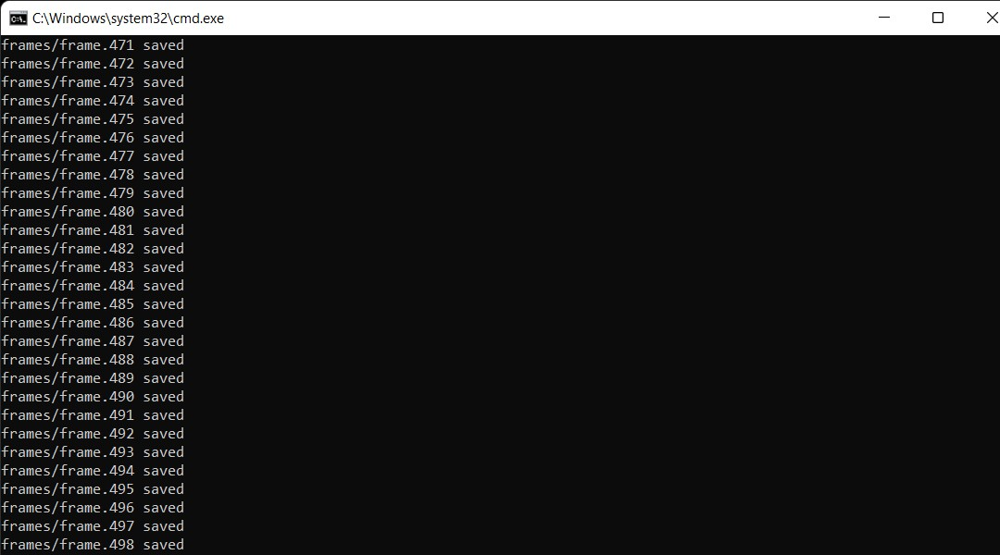 C:\Windows\system32\cmd.exe
frames/frame.471 saved
frames/frame.472 saved
frames/frame.473 saved
frames/frame.474 saved
frames/frame.475 saved
frames/frame.476 saved
frames/frame.477 saved
frames/frame.478 saved
frames/frame.479 saved
frames/frame.480 saved
frames/frame.481 saved
frames/frame.482 saved
frames/frame.483 saved
frames/frame.484 saved
frames/frame.485 saved
frames/frame.486 saved
frames/frame.487 saved
frames/frame.488 saved
frames/frame.489 saved
frames/frame.490 saved
frames/frame.491 saved
frames/frame.492 saved
frames/frame.493 saved
frames/frame.494 saved
frames/frame.495 saved
frames/frame.496 saved
frames/frame.497 saved
frames/frame.498 saved